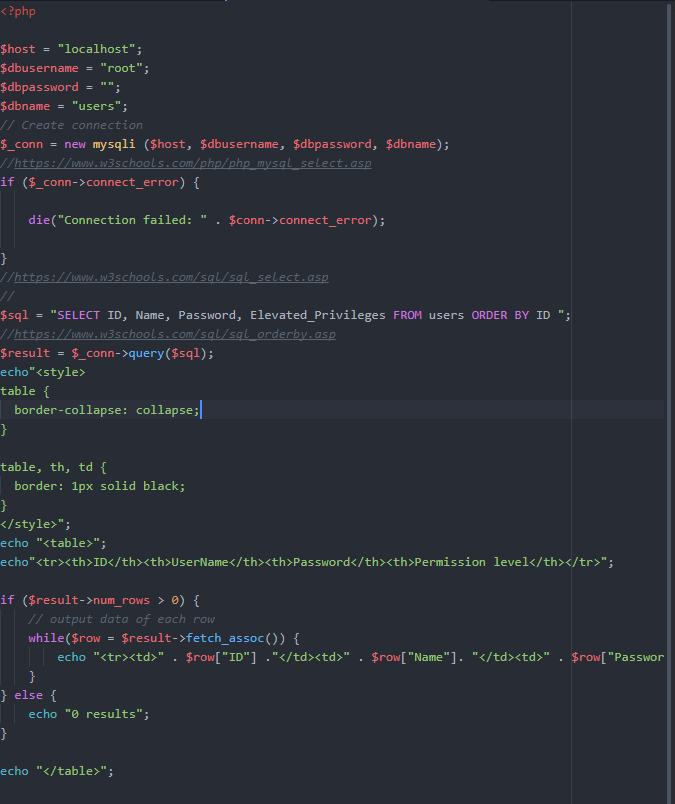 <?php
$host = "localhost";
$dbusername = "root";
$dbpassword = "";
$dbname = "users";
// Create connection
$_conn = new mysqli ($host, $dbusername, $dbpassword, $dbname);
//https://www.w3schools.com/php/php_mysql_select.asp
if ($_conn->connect_error) {
die("Connection failed: " . $conn->connect_error);
}
//https://www.w3schools.com/sql/sql_select.asp
//
$sql = "SELECT ID, Name, Password, Elevated_Privileges FROM users ORDER BY ID ";
//https://www.w3schools.com/sql/sql_orderby.asp
$result = $_conn->query($sql);
echo"<style>
table {
border-collapse: collapse;
}
table, th, td {
border: 1px solid black;
}
</style>";
echo "<table>";
echo"<tr><th>ID</th><th>UserName</th><th>Password</th><th>Permission level</th></tr>";
if ($result->num_rows > 0) {
// output data of each row
while($row = $result->fetch_assoc()) {
echo "<tr><td>" . $row["ID"] ."</td><td>" . $row["Name"]. "</td><td>" . $row["Passwor
}
} else {
echo "0 results";
}
echo "</table>";